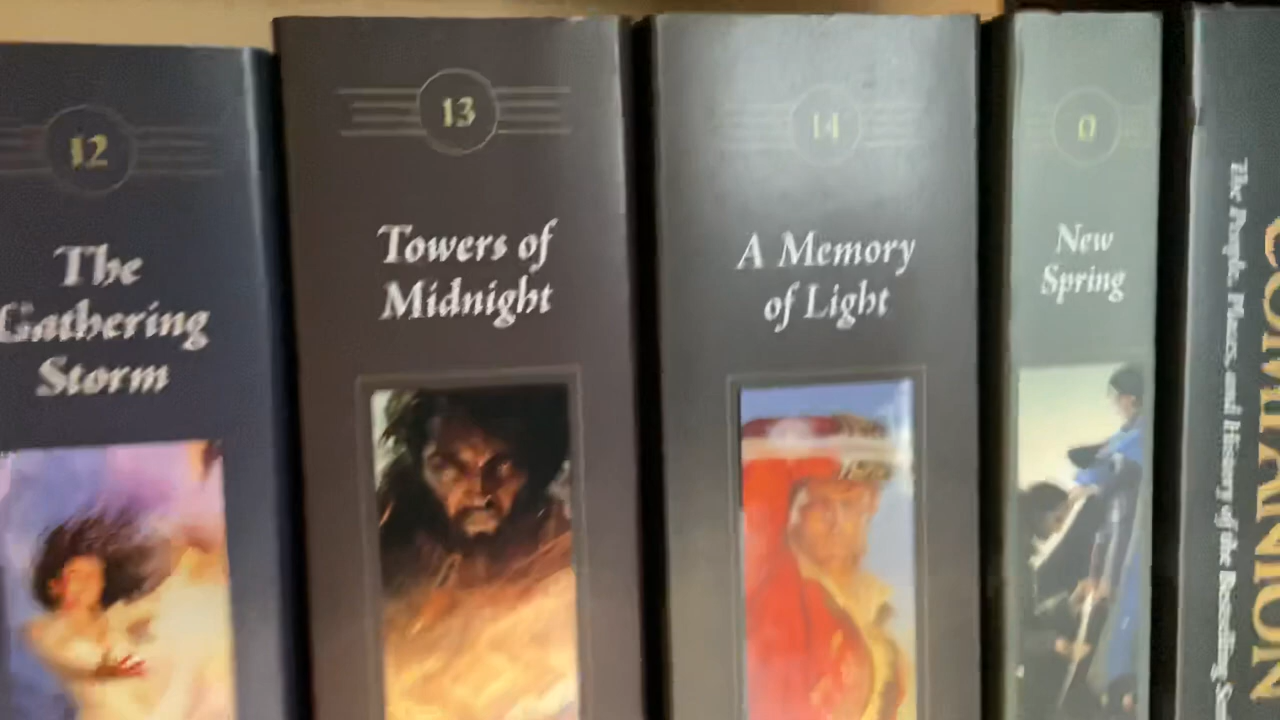 12
The
Gathering
Storm
13
Towers of
Midnight
14
A Memory
of Light
0
New
Spring
The People, Places, and History of the Bestselling
COMPANION